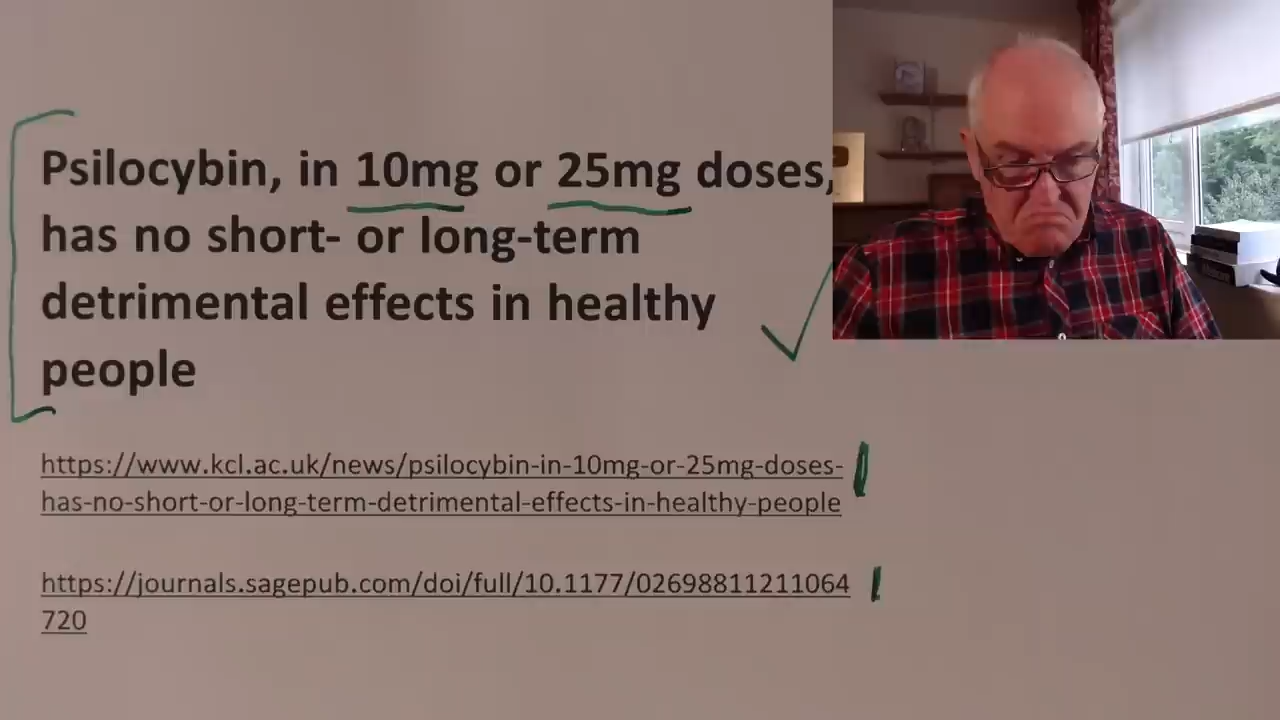 Psilocybin, in 10mg or 25mg doses,
has no short- or long-term
detrimental effects in healthy
people
https://www.kcl.ac.uk/news/psilocybin-in-10mg-or-25mg-doses-
has-no-short-or-long-term-detrimental-effects-in-healthy-people
https://journals.sagepub.com/doi/full/10.1177/02698811211064
720